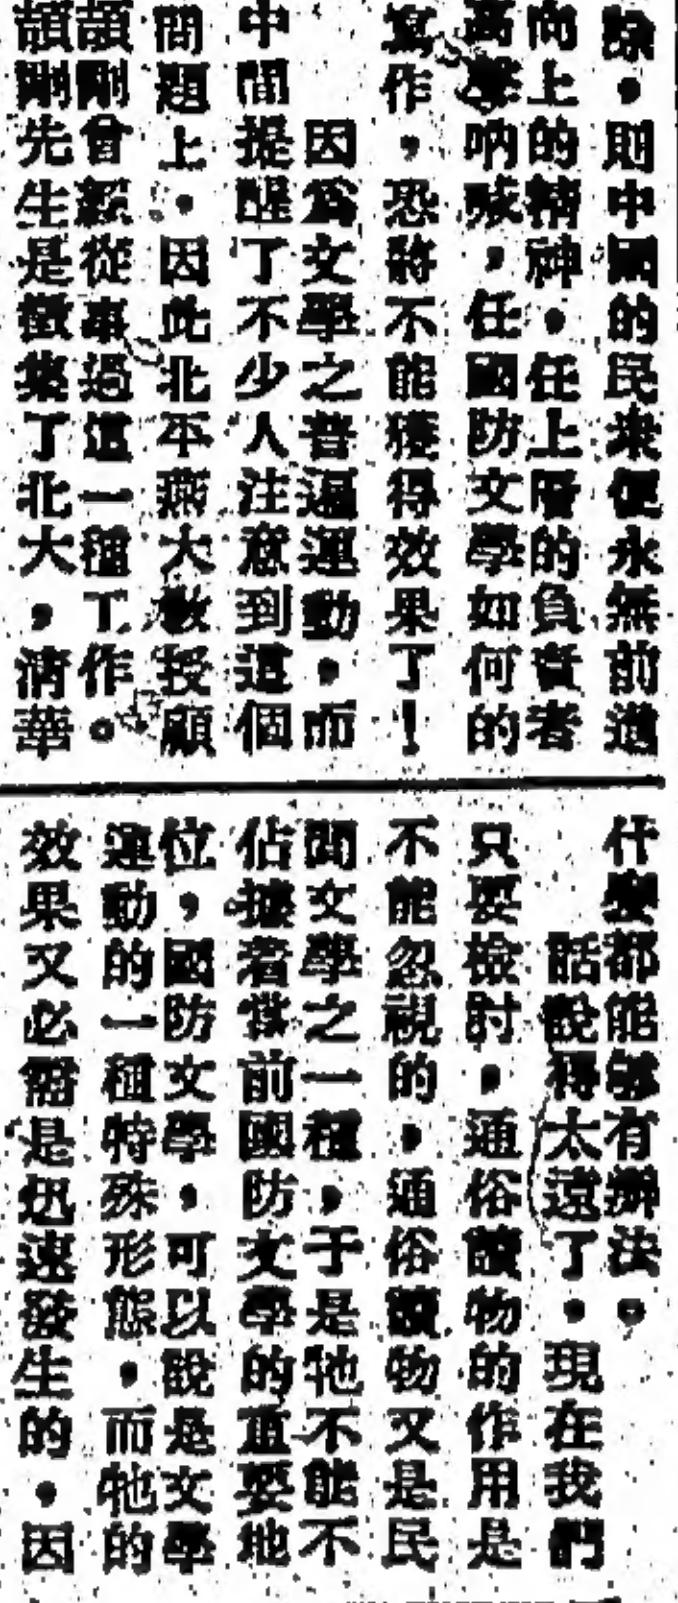 除，則中國的民衆便永無前進
向上的精神。任上層的負責者
高聲吶喊，任國防文學如何的
寫作，恐將不能獲得效果了！
因爲文學之普遍運動，而
中間提醒了不少人注意到這個
問題上。因此北平燕大教授顧
頡剛曾經從事過這一種工作。
頡剛先生是徵集了北大，清華
什麼都能够有辦法。
話說得太遠了。現在我們
只要檢討，通俗讀物的作用是
不能忽視的，通俗讀物又是民
間文學之一種，于是牠不能不
佔據着當前國防文學的重要地
位，國防文學，可以說是文學
運動的一種特殊形態，而牠的
效果又必需是迅速發生的，因